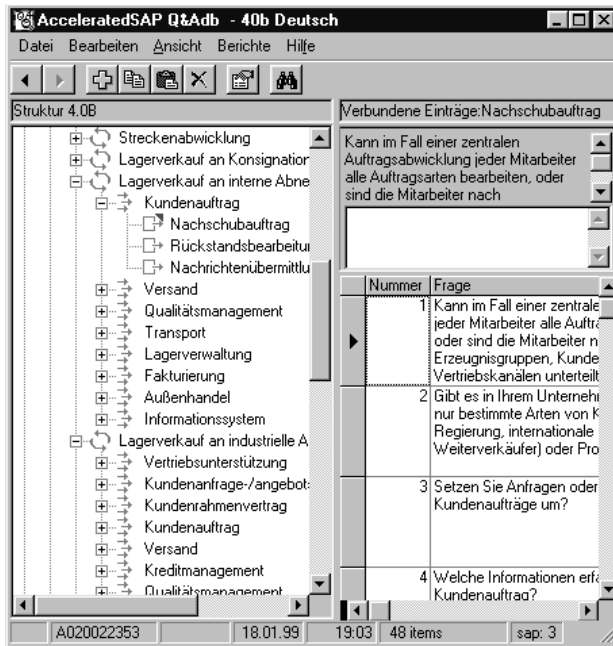 AcceleratedSAP Q&Adb - 40b Deutsch
Datei Bearbeiten Ansicht Berichte Hilfe
Struktur 4.0B
Streckenabwicklung
Lagerverkauf an Konsignation
Lagerverkauf an interne Abne
Kundenauftrag
Nachschubauftrag
Rückstandsbearbeitu
Nachrichtenübermittlu
Versand
Qualitätsmanagement
Transport
Lagerverwaltung
Fakturierung
Außenhandel
Informationssystem
Lagerverkauf an industrielle A
Vertriebsunterstützung
Kundenanfrage-/angebot
Kundenrahmenvertrag
Kundenauftrag
Versand
Kreditmanagement
Qualitätsmanagement
Verbundene Einträge:Nachschubauftrag
Kann im Fall einer zentralen
Auftragsabwicklung jeder Mitarbeiter
alle Auftragsarten bearbeiten, oder
sind die Mitarbeiter nach
Nummer Frage
1 Kann im Fall einer zentrale
jeder Mitarbeiter alle Auftra
oder sind die Mitarbeiter n
Erzeugnisgruppen, Kunde
Vertriebskanälen unterteilt
2 Gibt es in Ihrem Unterneh
nur bestimmte Arten von K
Regierung, internationale
Weiterverkäufer) oder Pro
3 Setzen Sie Anfragen oder
Kundenaufträge um?
4 Welche Informationen erfa
Kundenauftrag?
A020022353 18.01.99 19:03 48 items sap: 3